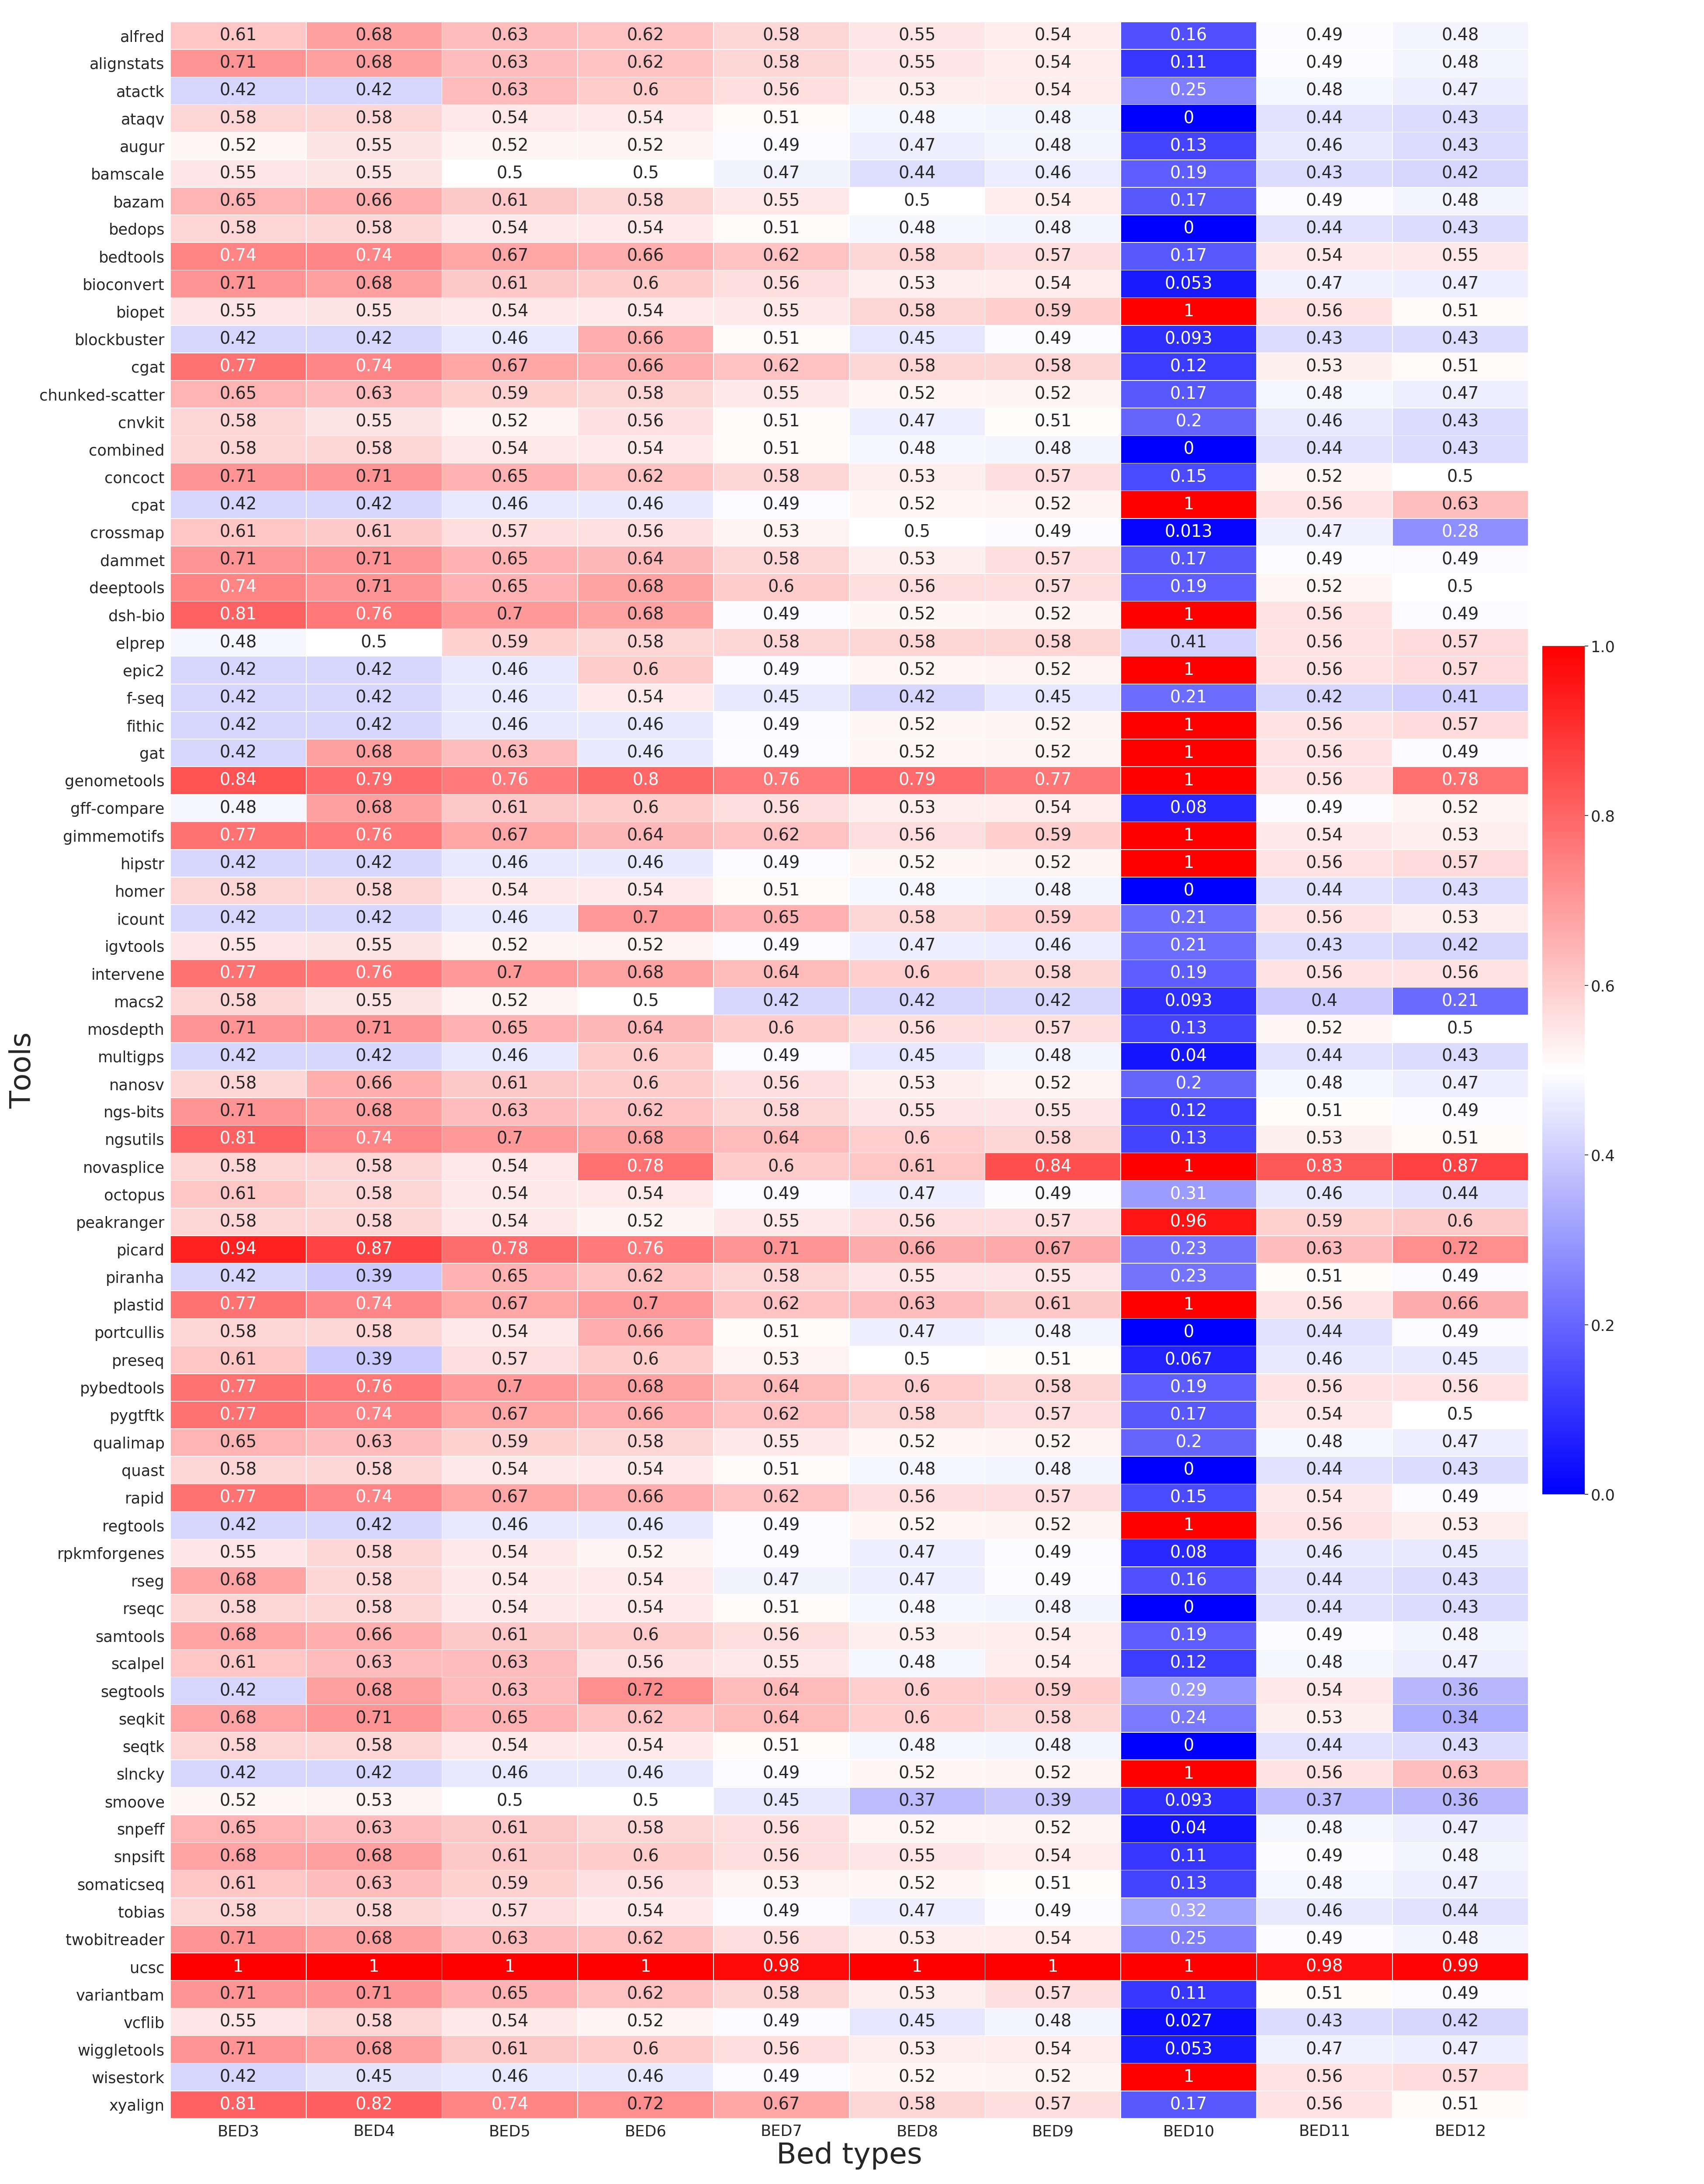 alfred 0.61 0.68 0.63 0.62 0.58 0.55 0.54 0.16 0.49 0.48
alignstats 0.71 0.68 0.63 0.62 0.58 0.55 0.54 0.11 0.49 0.48
atactk 0.42 0.42 0.63 0.6 0.56 0.53 0.54 0.25 0.48 0.47
ataqv 0.58 0.58 0.54 0.54 0.51 0.48 0.48 0 0.44 0.43
augur 0.52 0.55 0.52 0.52 0.49 0.47 0.48 0.13 0.46 0.43
bamscale 0.55 0.55 0.5 0.5 0.47 0.44 0.46 0.19 0.43 0.42
bazam 0.65 0.66 0.61 0.58 0.55 0.5 0.54 0.17 0.49 0.48
bedops 0.58 0.58 0.54 0.54 0.51 0.48 0.48 0 0.44 0.43
bedtools 0.74 0.74 0.67 0.66 0.62 0.58 0.57 0.17 0.54 0.55
bioconvert 0.71 0.68 0.61 0.6 0.56 0.53 0.54 0.053 0.47 0.47
biopet 0.55 0.55 0.54 0.54 0.55 0.58 0.59 1 0.56 0.51
blockbuster 0.42 0.42 0.46 0.66 0.51 0.45 0.49 0.093 0.43 0.43
cgat 0.77 0.74 0.67 0.66 0.62 0.58 0.58 0.12 0.53 0.51
chunked-scatter 0.65 0.63 0.59 0.58 0.55 0.52 0.52 0.17 0.48 0.47
cnvkit 0.58 0.55 0.52 0.56 0.51 0.47 0.51 0.2 0.46 0.43
combined 0.58 0.58 0.54 0.54 0.51 0.48 0.48 0 0.44 0.43
concoct 0.71 0.71 0.65 0.62 0.58 0.53 0.57 0.15 0.52 0.5
cpat 0.42 0.42 0.46 0.46 0.49 0.52 0.52 1 0.56 0.63
crossmap 0.61 0.61 0.57 0.56 0.53 0.5 0.49 0.013 0.47 0.28
dammet 0.71 0.71 0.65 0.64 0.58 0.53 0.57 0.17 0.49 0.49
deeptools 0.74 0.71 0.65 0.68 0.6 0.56 0.57 0.19 0.52 0.5
dsh-bio 0.81 0.76 0.7 0.68 0.49 0.52 0.52 1 0.56 0.49
elprep 0.48 0.5 0.59 0.58 0.58 0.58 0.58 0.41 0.56 0.57
epic2 0.42 0.42 0.46 0.6 0.49 0.52 0.52 1 0.56 0.57
f-seq 0.42 0.42 0.46 0.54 0.45 0.42 0.45 0.21 0.42 0.41
fithic 0.42 0.42 0.46 0.46 0.49 0.52 0.52 1 0.56 0.57
gat 0.42 0.68 0.63 0.46 0.49 0.52 0.52 1 0.56 0.49
genometools 0.84 0.79 0.76 0.8 0.76 0.79 0.77 1 0.56 0.78
gff-compare 0.48 0.68 0.61 0.6 0.56 0.53 0.54 0.08 0.49 0.52
gimmemotifs 0.77 0.76 0.67 0.64 0.62 0.56 0.59 1 0.54 0.53
hipstr 0.42 0.42 0.46 0.46 0.49 0.52 0.52 1 0.56 0.57
homer 0.58 0.58 0.54 0.54 0.51 0.48 0.48 0 0.44 0.43
icount 0.42 0.42 0.46 0.7 0.65 0.58 0.59 0.21 0.56 0.53
igvtools 0.55 0.55 0.52 0.52 0.49 0.47 0.46 0.21 0.43 0.42
intervene 0.77 0.76 0.7 0.68 0.64 0.6 0.58 0.19 0.56 0.56
macs2 0.58 0.55 0.52 0.5 0.42 0.42 0.42 0.093 0.4 0.21
mosdepth 0.71 0.71 0.65 0.64 0.6 0.56 0.57 0.13 0.52 0.5
multigps 0.42 0.42 0.46 0.6 0.49 0.45 0.48 0.04 0.44 0.43
nanosv 0.58 0.66 0.61 0.6 0.56 0.53 0.52 0.2 0.48 0.47
ngs-bits 0.71 0.68 0.63 0.62 0.58 0.55 0.55 0.12 0.51 0.49
ngsutils 0.81 0.74 0.7 0.68 0.64 0.6 0.58 0.13 0.53 0.51
novasplice 0.58 0.58 0.54 0.78 0.6 0.61 0.84 1 0.83 0.87
octopus 0.61 0.58 0.54 0.54 0.49 0.47 0.49 0.31 0.46 0.44
peakranger 0.58 0.58 0.54 0.52 0.55 0.56 0.57 0.96 0.59 0.6
picard 0.94 0.87 0.78 0.76 0.71 0.66 0.67 0.23 0.63 0.72
piranha 0.42 0.39 0.65 0.62 0.58 0.55 0.55 0.23 0.51 0.49
plastid 0.77 0.74 0.67 0.7 0.62 0.63 0.61 1 0.56 0.66
portcullis 0.58 0.58 0.54 0.66 0.51 0.47 0.48 0 0.44 0.49
preseq 0.61 0.39 0.57 0.6 0.53 0.5 0.51 0.067 0.46 0.45
pybedtools 0.77 0.76 0.7 0.68 0.64 0.6 0.58 0.19 0.56 0.56
pygtftk 0.77 0.74 0.67 0.66 0.62 0.58 0.57 0.17 0.54 0.5
qualimap 0.65 0.63 0.59 0.58 0.55 0.52 0.52 0.2 0.48 0.47
quast 0.58 0.58 0.54 0.54 0.51 0.48 0.48 0 0.44 0.43
rapid 0.77 0.74 0.67 0.66 0.62 0.56 0.57 0.15 0.54 0.49
regtools 0.42 0.42 0.46 0.46 0.49 0.52 0.52 1 0.56 0.53
rpkmforgenes 0.55 0.58 0.54 0.52 0.49 0.47 0.49 0.08 0.46 0.45
rseg 0.68 0.58 0.54 0.54 0.47 0.47 0.49 0.16 0.44 0.43
rseqc 0.58 0.58 0.54 0.54 0.51 0.48 0.48 0 0.44 0.43
samtools 0.68 0.66 0.61 0.6 0.56 0.53 0.54 0.19 0.49 0.48
scalpel 0.61 0.63 0.63 0.56 0.55 0.48 0.54 0.12 0.48 0.47
segtools 0.42 0.68 0.63 0.72 0.64 0.6 0.59 0.29 0.54 0.36
seqkit 0.68 0.71 0.65 0.62 0.64 0.6 0.58 0.24 0.53 0.34
seqtk 0.58 0.58 0.54 0.54 0.51 0.48 0.48 0 0.44 0.43
slncky 0.42 0.42 0.46 0.46 0.49 0.52 0.52 1 0.56 0.63
smoove 0.52 0.53 0.5 0.5 0.45 0.37 0.39 0.093 0.37 0.36
snpeff 0.65 0.63 0.61 0.58 0.56 0.52 0.52 0.04 0.48 0.47
snpsift 0.68 0.68 0.61 0.6 0.56 0.55 0.54 0.11 0.49 0.48
somaticseq 0.61 0.63 0.59 0.56 0.53 0.52 0.51 0.13 0.48 0.47
tobias 0.58 0.58 0.57 0.54 0.49 0.47 0.49 0.32 0.46 0.44
twobitreader 0.71 0.68 0.63 0.62 0.56 0.53 0.54 0.25 0.49 0.48
ucsc 1 1 1 1 0.98 1 1 1 0.98 0.99
variantbam 0.71 0.71 0.65 0.62 0.58 0.53 0.57 0.11 0.51 0.49
vcflib 0.55 0.58 0.54 0.52 0.49 0.45 0.48 0.027 0.43 0.42
wiggletools 0.71 0.68 0.61 0.6 0.56 0.53 0.54 0.053 0.47 0.47
wisestork 0.42 0.45 0.46 0.46 0.49 0.52 0.52 1 0.56 0.57
xyalign 0.81 0.82 0.74 0.72 0.67 0.58 0.57 0.17 0.56 0.51
BED3 BED4 BED5 BED6 BED7 BED8 BED9 BED10 BED11 BED12
Bed types
Tools
1.0
0.8
0.6
0.4
0.2
0.0